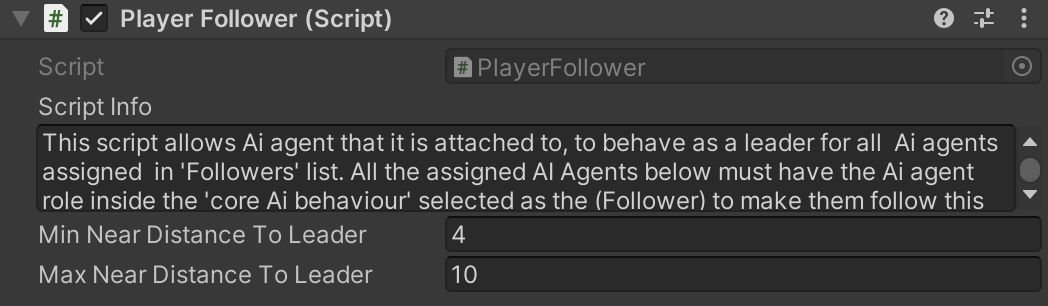 Player Follower (Script)
Script
PlayerFollower
Script Info
This script allows Ai agent that it is attached to, to behave as a leader for all  Ai agents
assigned  in 'Followers' list. All the assigned AI Agents below must have the Ai agent
role inside the 'core Ai behaviour' selected as the (Follower) to make them follow this
Min Near Distance To Leader
4
Max Near Distance To Leader
10